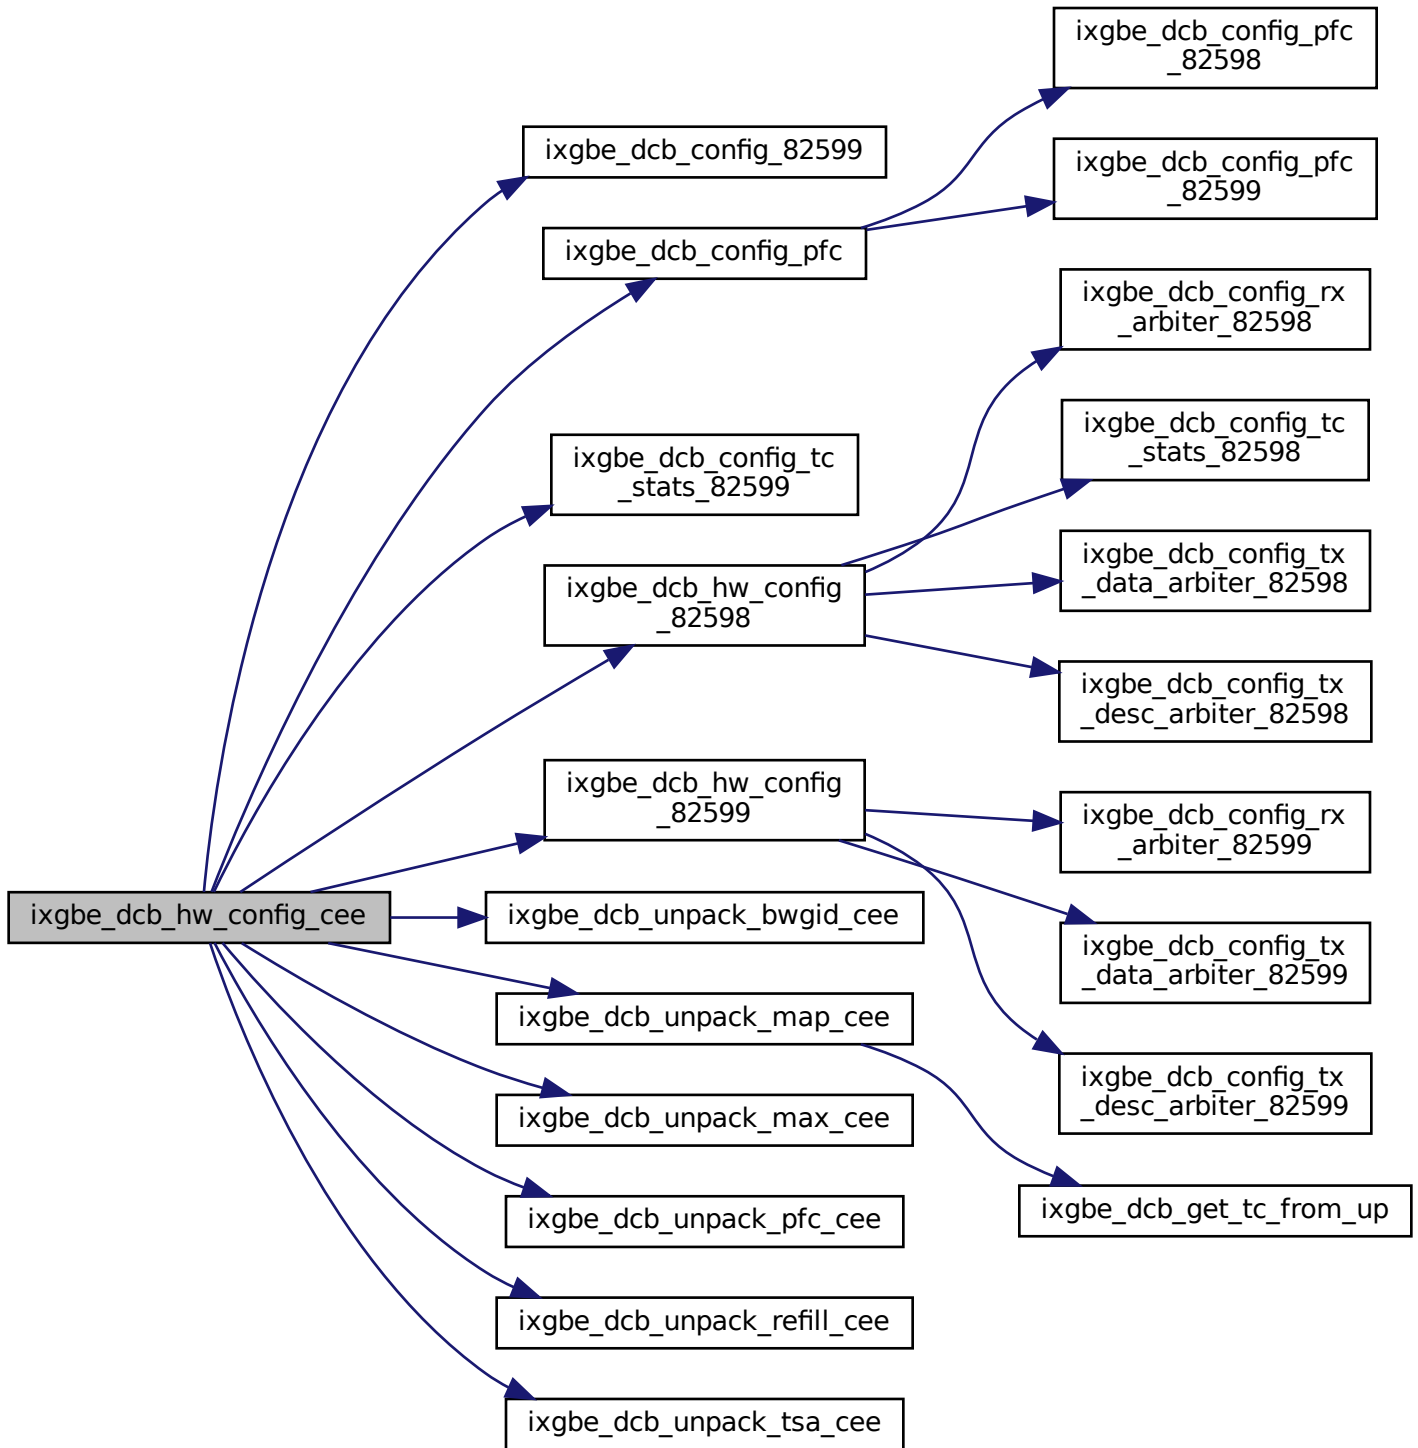 ixgbe_dcb_hw_config_cee
ixgbe_dcb_config_82599
ixgbe_dcb_config_pfc
ixgbe_dcb_config_tc
_stats_82599
ixgbe_dcb_hw_config
_82598
ixgbe_dcb_hw_config
_82599
ixgbe_dcb_unpack_bwgid_cee
ixgbe_dcb_unpack_map_cee
ixgbe_dcb_unpack_max_cee
ixgbe_dcb_unpack_pfc_cee
ixgbe_dcb_unpack_refill_cee
ixgbe_dcb_unpack_tsa_cee
ixgbe_dcb_config_pfc
_82598
ixgbe_dcb_config_pfc
_82599
ixgbe_dcb_config_rx
_arbiter_82598
ixgbe_dcb_config_tc
_stats_82598
ixgbe_dcb_config_tx
_data_arbiter_82598
ixgbe_dcb_config_tx
_desc_arbiter_82598
ixgbe_dcb_config_rx
_arbiter_82599
ixgbe_dcb_config_tx
_data_arbiter_82599
ixgbe_dcb_config_tx
_desc_arbiter_82599
ixgbe_dcb_get_tc_from_up